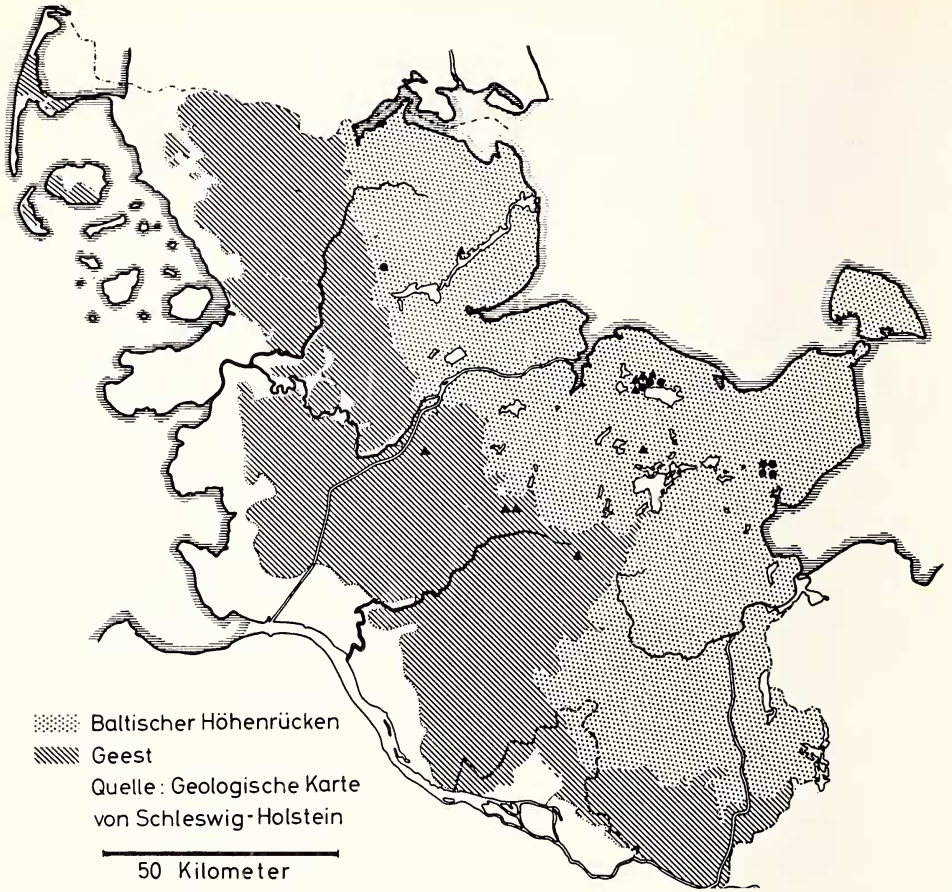 Baltischer Höhenrücken
Geest
Quelle: Geologische Karte
von Schleswig-Holstein
50 Kilometer